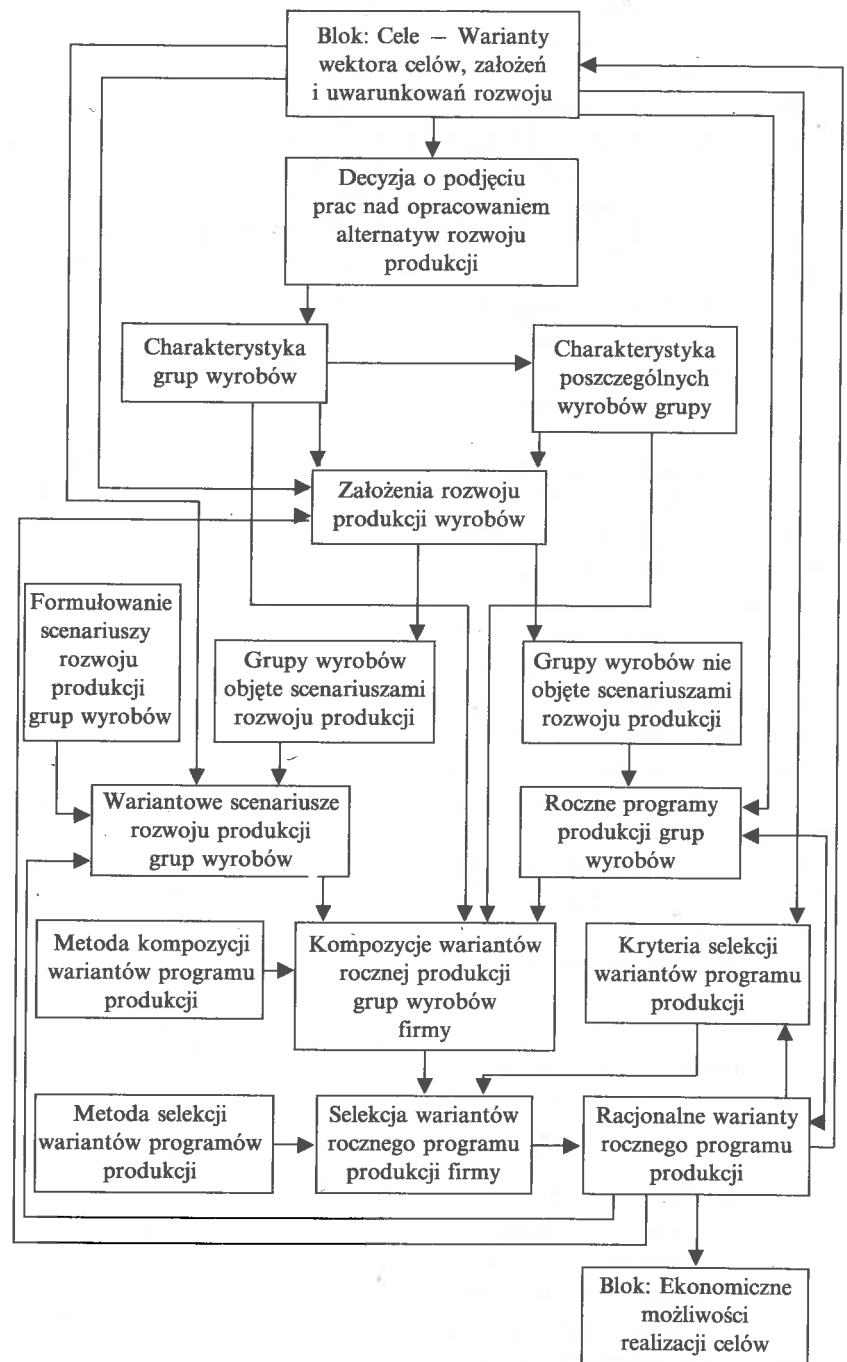 Blok: Cele – Warianty
wektora celów, założeń
i uwarunkowań rozwoju
Decyzja o podjęciu
prac nad opracowaniem
alternatyw rozwoju
produkcji
Charakterystyka
grup wyrobów
Charakterystyka
poszczególnych
wyrobów grupy
Założenia rozwoju
produkcji wyrobów
Formułowanie
scenariuszy
rozwoju
produkcji
grup wyrobów
Grupy wyrobów
objęte scenariuszami
rozwoju produkcji
Grupy wyrobów nie
objęte scenariuszami
rozwoju produkcji
Wariantowe scenariusze
rozwoju produkcji
grup wyrobów
Roczne programy
produkcji grup
wyrobów
Metoda kompozycji
wariantów programu
produkcji
Kompozycje wariantów
rocznej produkcji
grup wyrobów
firmy
Kryteria selekcji
wariantów programu
produkcji
Metoda selekcji
wariantów programów
produkcji
Selekcja wariantów
rocznego programu
produkcji firmy
Racjonalne warianty
rocznego programu
produkcji
Blok: Ekonomiczne
możliwości
realizacji celów